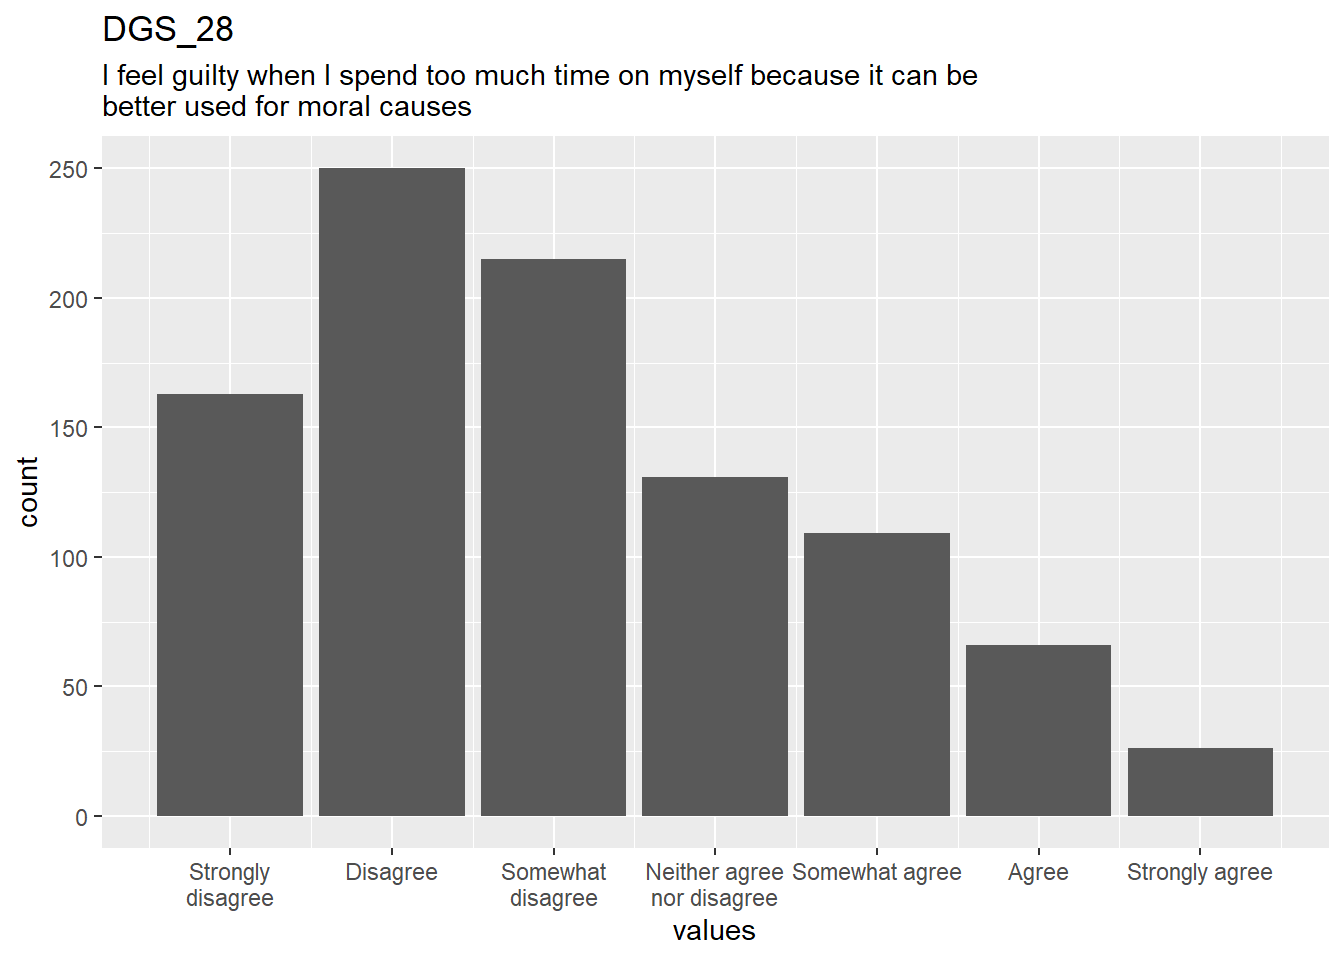 DGS_28
I feel guilty when I spend too much time on myself because it can be
better used for moral causes
250
200
150
100
50
0
count
Strongly
disagree
Disagree
Somewhat
disagree
Neither agree
nor disagree
Somewhat agree
Agree
Strongly agree
values